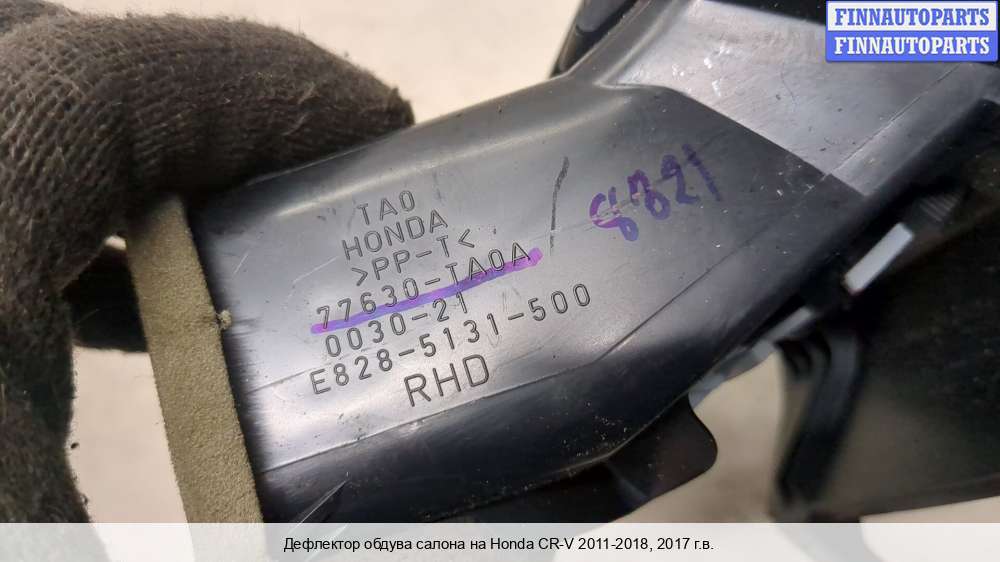 FINNAUTOPARTS
FINNAUTOPARTS
TA0
HONDA
>PP-T<
77630-TA0A
0030-21
E828-5131-500
RHD
8821
Дефлектор обдува салона на Honda CR-V 2011-2018, 2017 г.в.